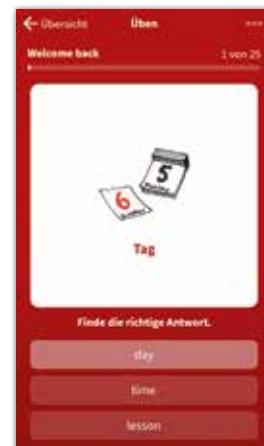 ← Übersicht Üben ...
Welcome back 1 von 25
5
6
Tag
Finde die richtige Antwort.
day
time
lesson